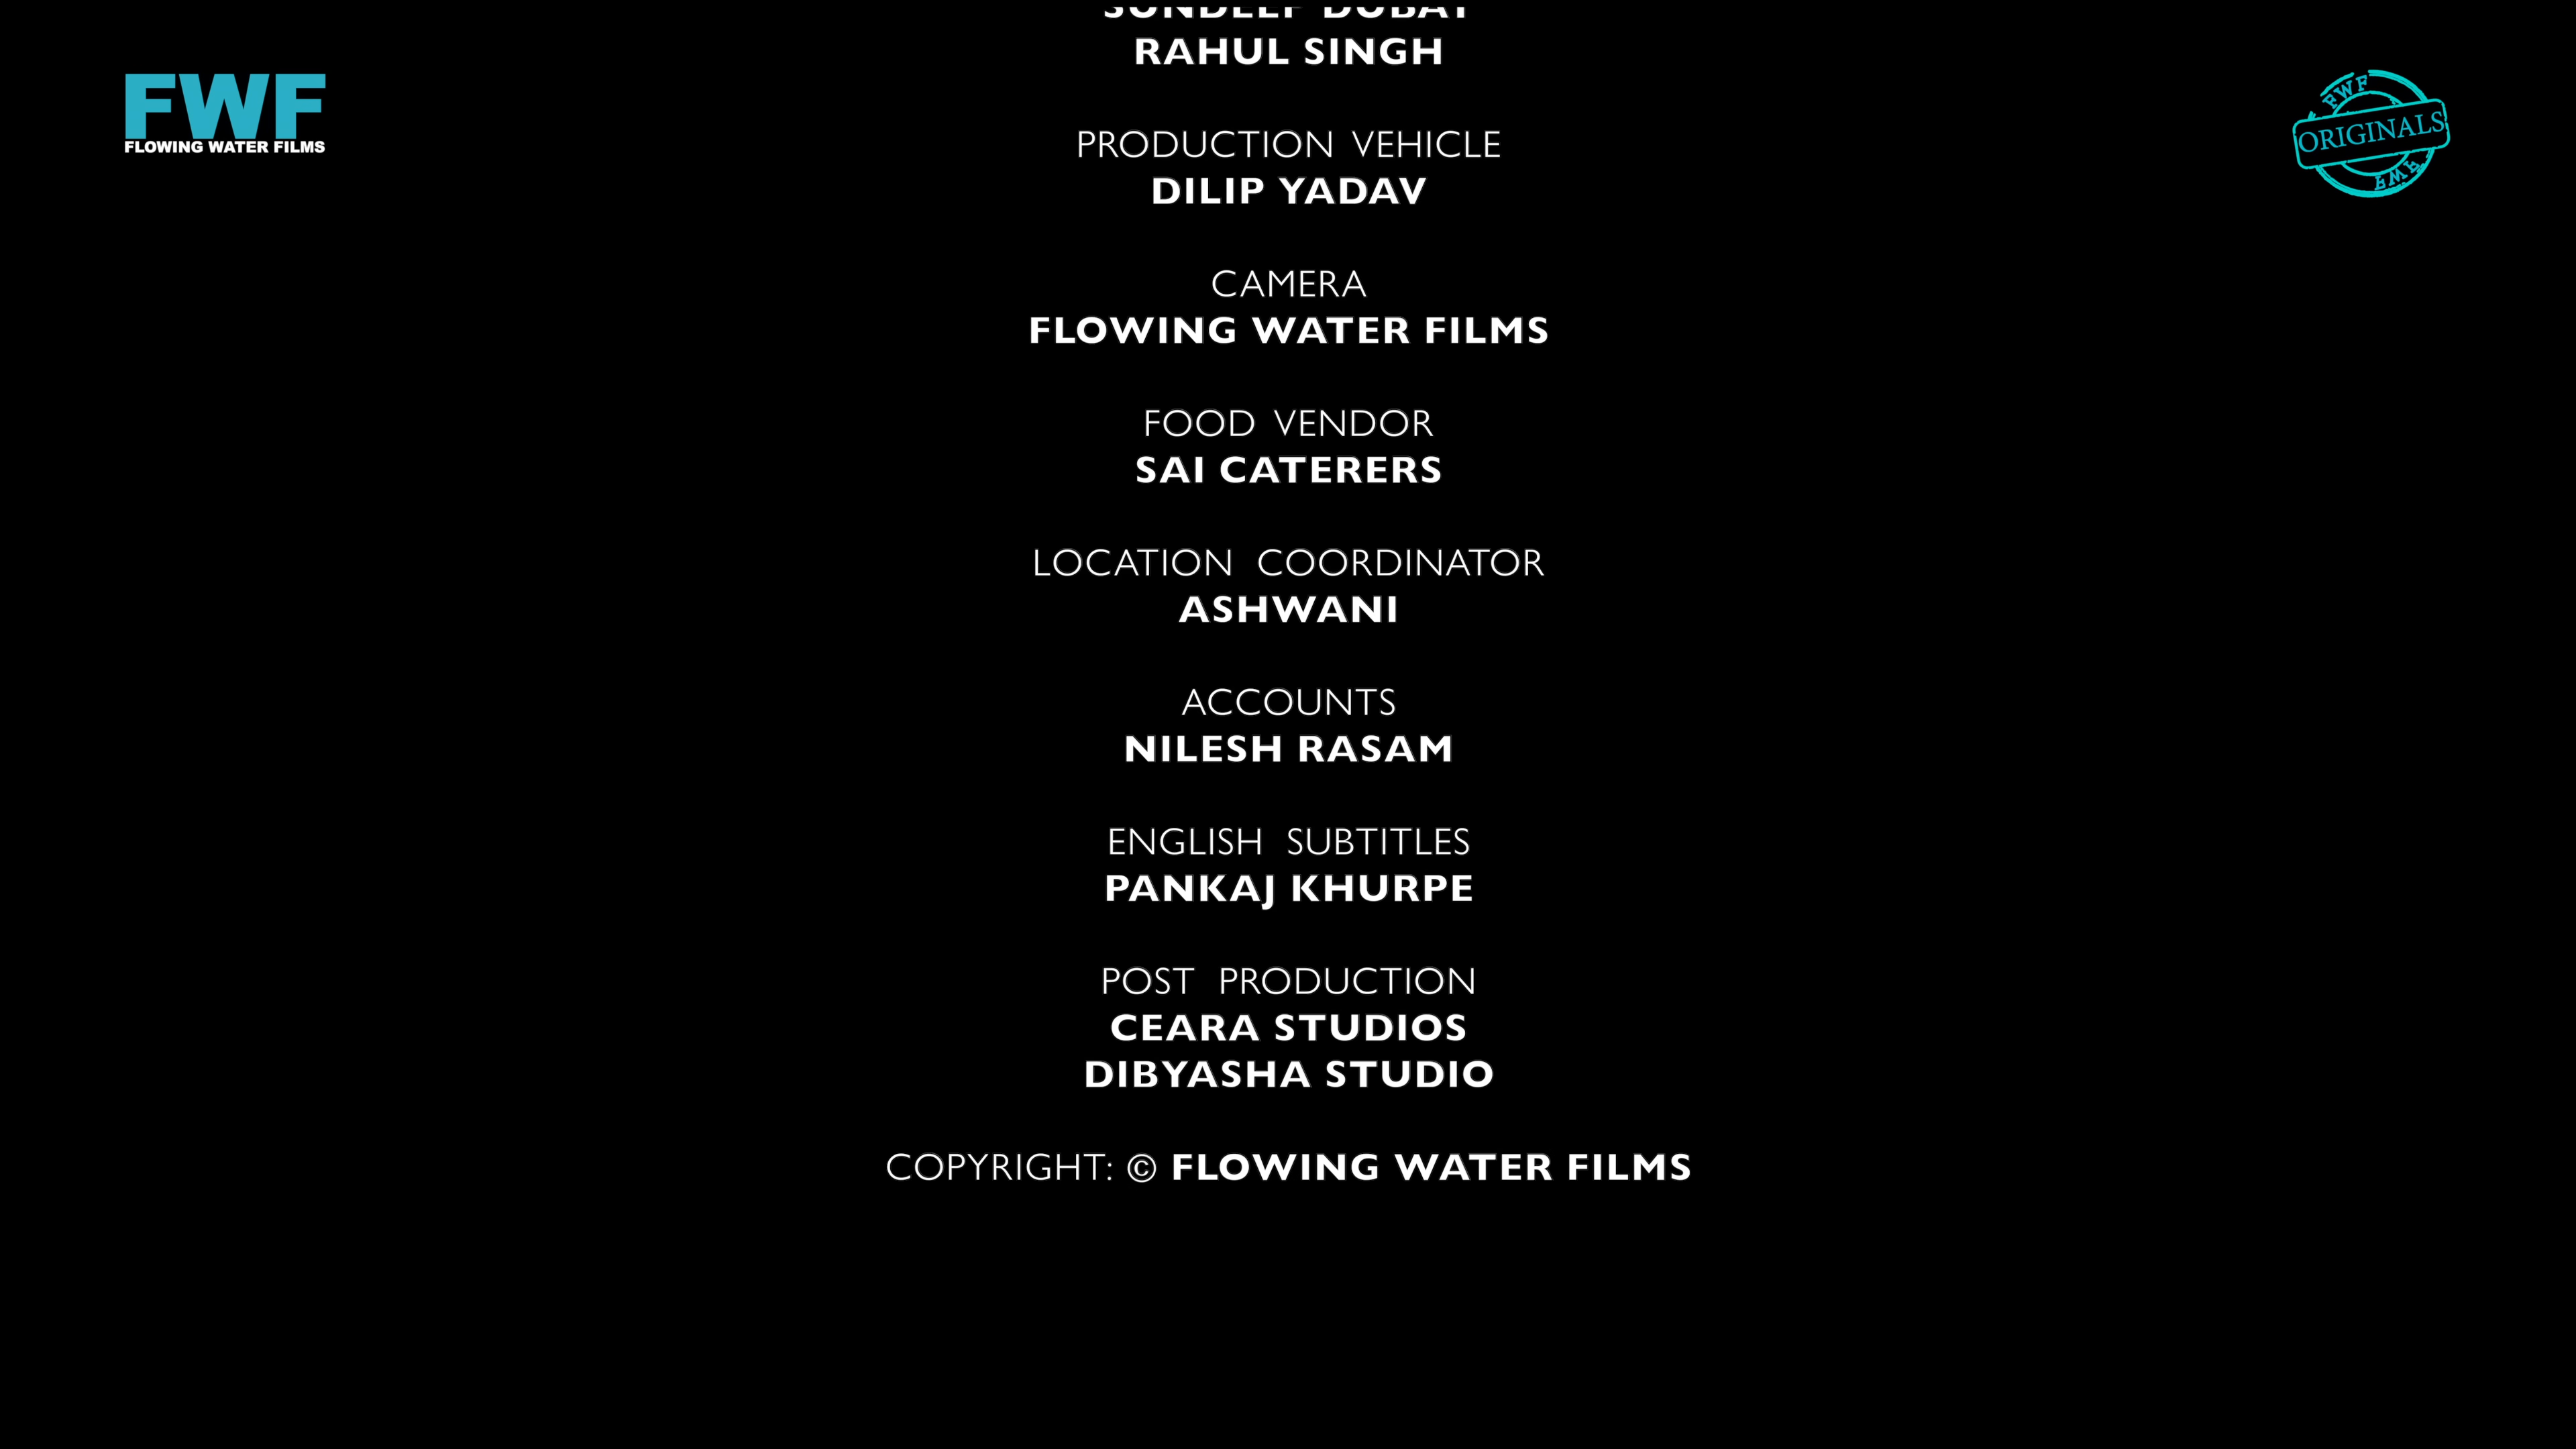 RAHUL SINGH
FWF
FLOWING WATER FILMS
FWF
ORIGINALS
FWF
PRODUCTION VEHICLE
DILIP YADAV
CAMERA
FLOWING WATER FILMS
FOOD VENDOR
SAI CATERERS
LOCATION COORDINATOR
ASHWANI
ACCOUNTS
NILESH RASAM
ENGLISH SUBTITLES
PANKAJ KHURPE
POST PRODUCTION
CEARA STUDIOS
DIBYASHA STUDIO
COPYRIGHT: © FLOWING WATER FILMS